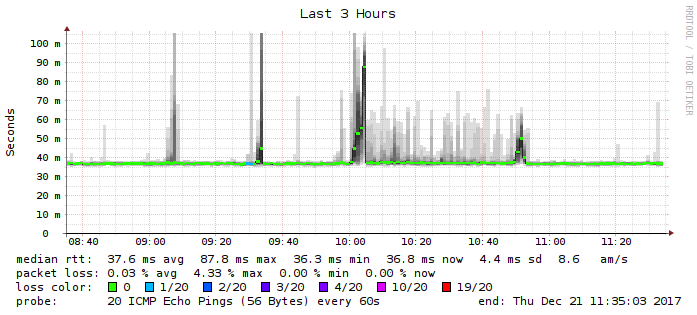 Last 3 Hours
RRDTOOL / TOBI OETIKER
Seconds
100 m
90 m
80 m
70 m
60 m
50 m
40 m
30 m
20 m
10 m
0
08:40 09:00 09:20 09:40 10:00 10:20 10:40 11:00 11:20
median rtt: 37.6 ms avg 87.8 ms max 36.3 ms min 36.8 ms now 4.4 ms sd 8.6 am/s
packet loss: 0.03 % avg 4.33 % max 0.00 % min 0.00 % now
loss color: 0 1/20 2/20 3/20 4/20 10/20 19/20
probe: 20 ICMP Echo Pings (56 Bytes) every 60s end: Thu Dec 21 11:35:03 2017